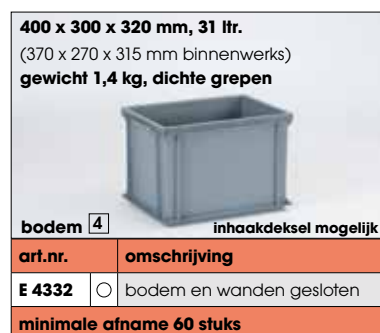 400 x 300 x 320 mm, 31 ltr.
(370 x 270 x 315 mm binnenwerks)
gewicht 1,4 kg, dichte grepen
bodem 4 inhaakdeksel mogelijk
art.nr. omschrijving
E 4332 bodem en wanden gesloten
minimale afname 60 stuks